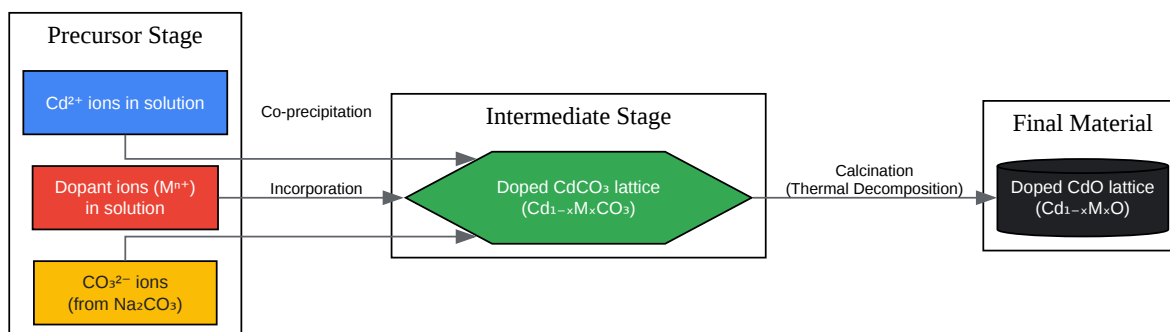 Precursor Stage
Cd²⁺ ions in solution
Dopant ions (Mⁿ⁺)
in solution
CO₃²⁻ ions
(from Na₂CO₃)
Co-precipitation
Incorporation
Intermediate Stage
Doped CdCO₃ lattice
(Cd₁₋ₓMₓCO₃)
Calcination
(Thermal Decomposition)
Final Material
Doped CdO lattice
(Cd₁₋ₓMₓO)